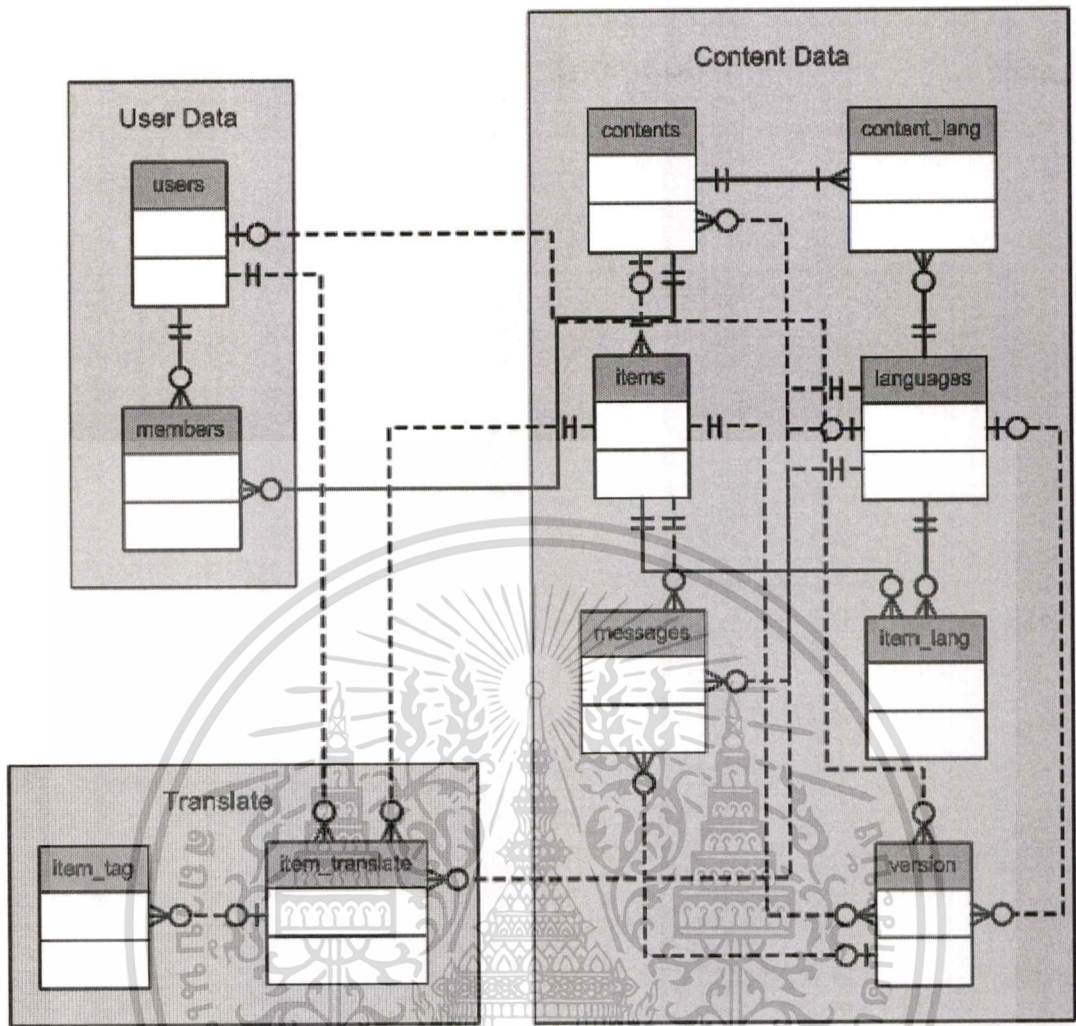 User Data
users
members
Content Data
contents
content_lang
items
languages
messages
item_lang
version
Translate
item_tag
item_translate